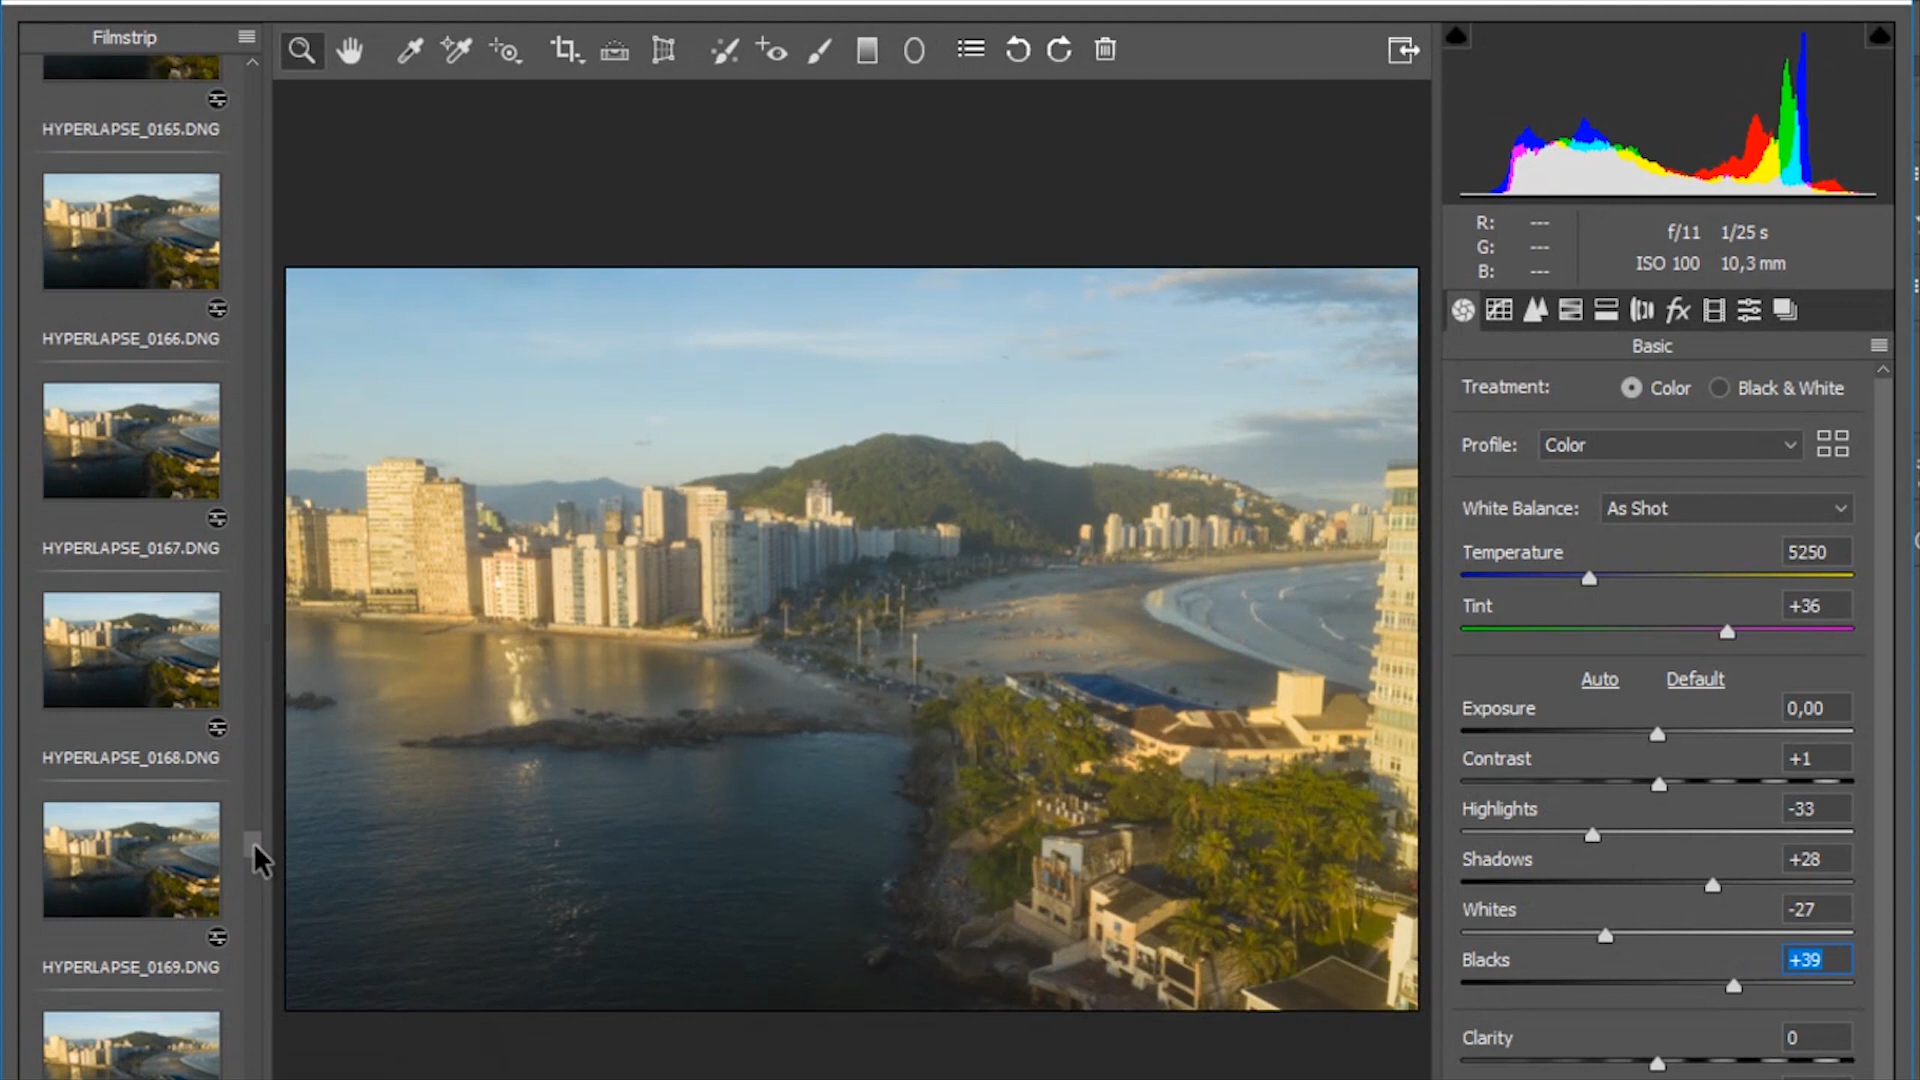 Filmstrip
HYPERLAPSE_0165.DNG
HYPERLAPSE_0166.DNG
HYPERLAPSE_0167.DNG
HYPERLAPSE_0168.DNG
HYPERLAPSE_0169.DNG
R: ---
G: ---
B: ---
f/11 1/25 s
ISO 100 10,3 mm
fx
Basic
Treatment: Color Black & White
Profile: Color
White Balance: As Shot
Temperature 5250
Tint +36
Auto Default
Exposure 0,00
Contrast +1
Highlights -33
Shadows +28
Whites -27
Blacks +39
Clarity 0